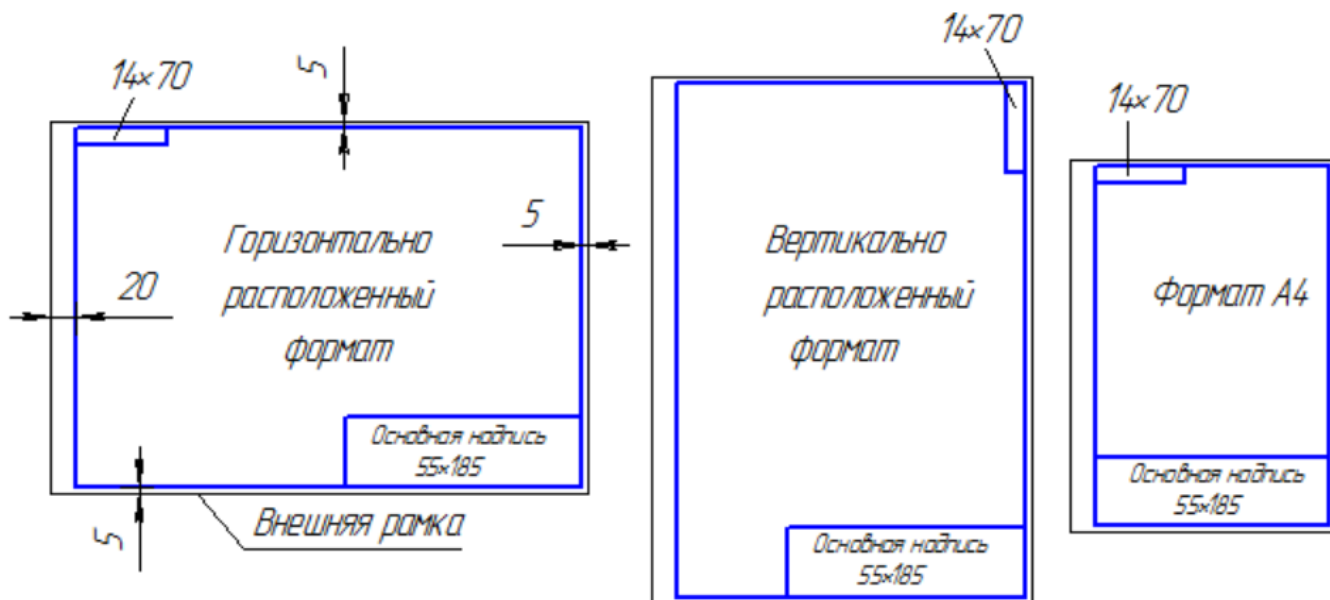 14×70
5
5
20
Горизонтально
расположенный
формат
Основная надпись
55×185
5
Внешняя рамка
14×70
Вертикально
расположенный
формат
Основная надпись
55×185
14×70
Формат А4
Основная надпись
55×185